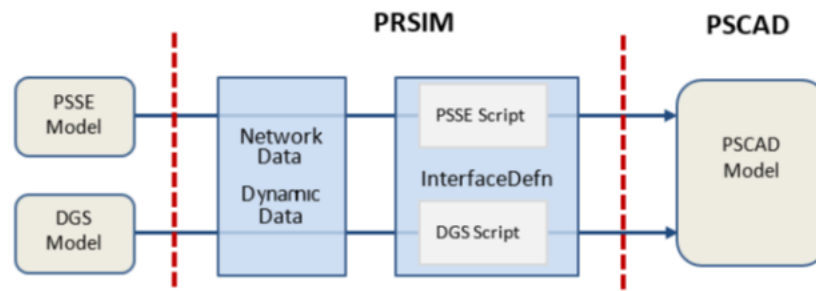 PRSIM
PSCAD
PSSE
Model
Network
Data
Dynamic
Data
PSSE Script
InterfaceDefn
DGS Script
PSCAD
Model
DGS
Model